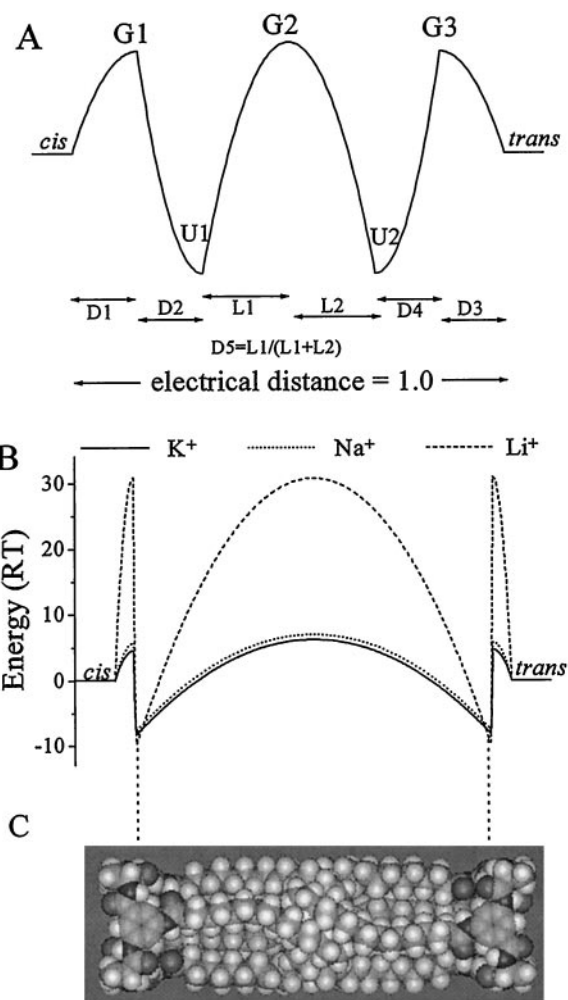 A
G1 G2 G3
cis trans
U1 U2
D1 D2 L1 L2 D4 D3
D5=L1/(L1+L2)
electrical distance = 1.0
B
K+ Na+ Li+
Energy (RT)
30
20
10
0
-10
cis trans
C